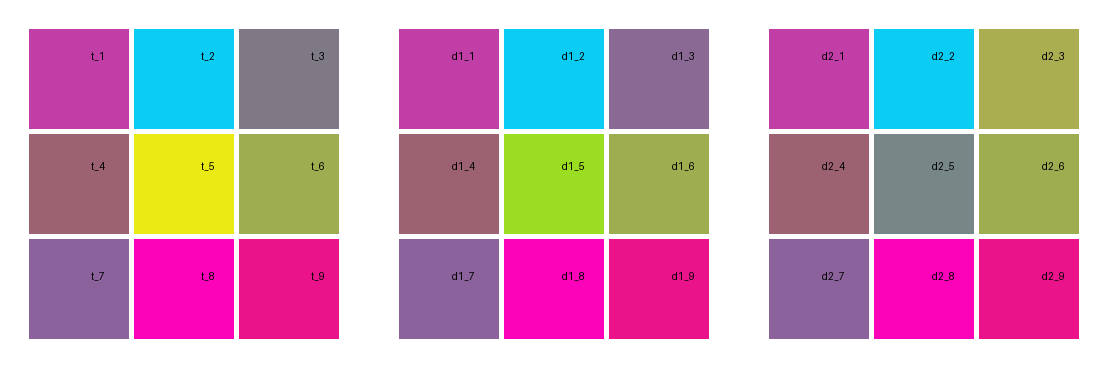 t_1 t_2 t_3 d1_1 d1_2 d1_3 d2_1 d2_2 d2_3
t_4 t_5 t_6 d1_4 d1_5 d1_6 d2_4 d2_5 d2_6
t_7 t_8 t_9 d1_7 d1_8 d1_9 d2_7 d2_8 d2_9